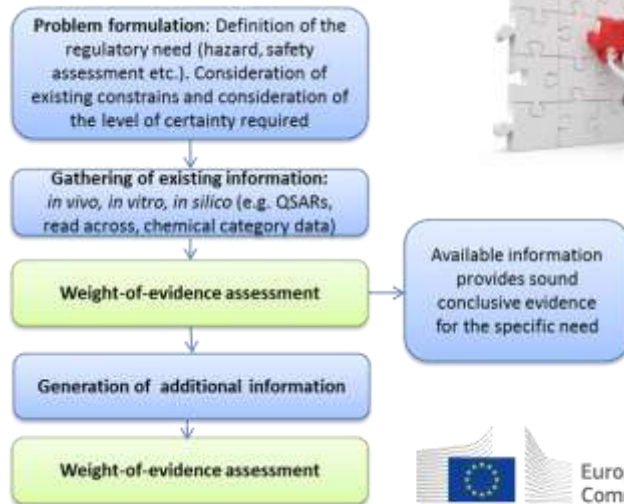 Problem formulation: Definition of the
regulatory need (hazard, safety
assessment etc.). Consideration of
existing constrains and consideration of
the level of certainty required
Gathering of existing information:
in vivo, in vitro, in silico (e.g. QSARs,
read across, chemical category data)
Weight-of-evidence assessment
Available information
provides sound
conclusive evidence
for the specific need
Generation of additional information
Weight-of-evidence assessment
Euro
Com